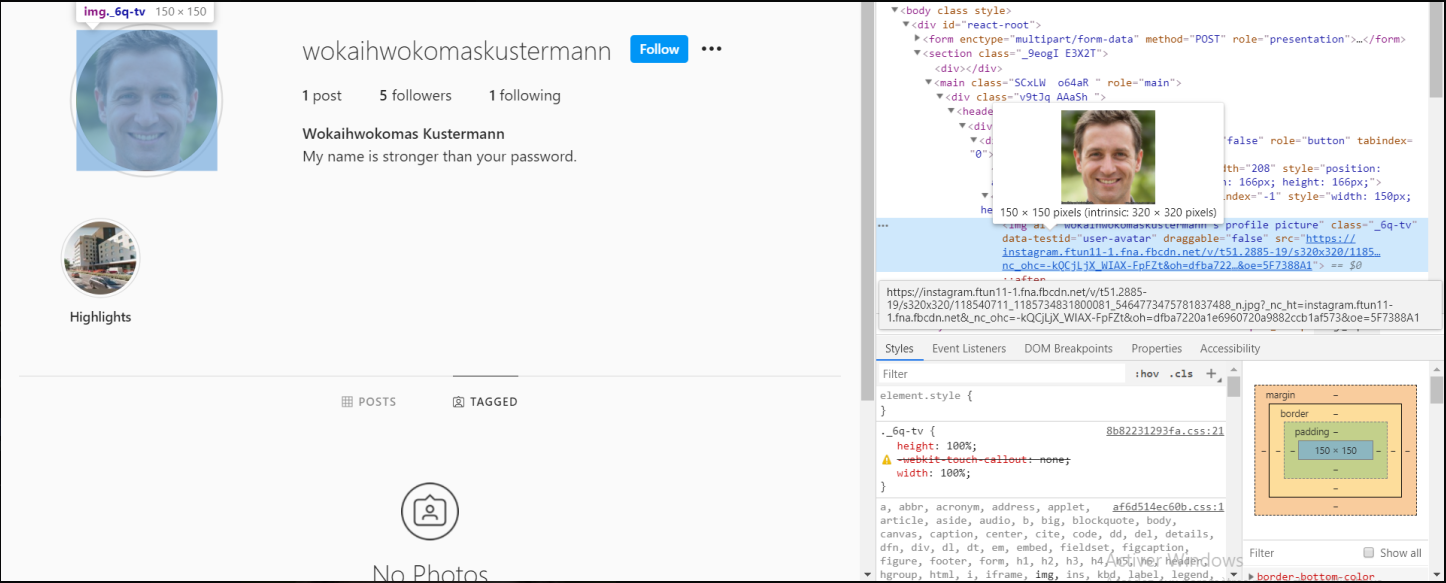 img._6q-tv 150 × 150
wokaihwokomaskustermann Follow
1 post 5 followers 1 following
Wokaihwokomas Kustermann
My name is stronger than your password.
Highlights
POSTS TAGGED
No Photos
▼<body class style>
▼<div id="react-root">
▶<form enctype="multipart/form-data" method="POST" role="presentation">…</form>
▼<section class="_9eogI E3X2T">
<div></div>
▼<main class="SCxLW o64aR " role="main">
▼<div class="v9tJq AAaSh ">
▼<heade
▼<div
▼<d
"false" role="button" tabindex=
"0">
"208" style="position:
166px; height: 166px;">
"-1" style="width: 150px;
he
150 × 150 pixels (intrinsic: 320 × 320 pixels)
<img wokaihwokomaskustermann's profile picture" class="_6q-tv"
data-testid="user-avatar" draggable="false" src="https://
instagram.ftun11-1.fna.fbcdn.net/v/t51.2885-19/s320x320/1185…
nc_ohc=-kQCjLjX_WIAX-FpFZt&oh=dfba722…&oe=5F7388A1"> == $0
::after
https://instagram.ftun11-1.fna.fbcdn.net/v/t51.2885-
19/s320x320/118540711_1185734831800081_5464773475781837488_n.jpg?_nc_ht=instagram.ftun11-
1.fna.fbcdn.net&_nc_ohc=-kQCjLjX_WIAX-FpFZt&oh=dfba7220a1e6960720a9882ccb1af573&oe=5F7388A1
Styles Event Listeners DOM Breakpoints Properties Accessibility
Filter :hov .cls +
element.style {
}
._6q-tv { 8b82231293fa.css:21
height: 100%;
-webkit-touch-callout: none;
width: 100%;
}
a, abbr, acronym, address, applet, af6d514ec60b.css:1
article, aside, audio, b, big, blockquote, body,
canvas, caption, center, cite, code, dd, del, details,
dfn, div, dl, dt, em, embed, fieldset, figcaption,
figure, footer, form, h1, h2, h3, h4, h5, h6, header,
hgroup, html, i, iframe, img, ins, kbd, label, legend,
margin –
border –
padding –
150 × 150
Filter Show all
border-bottom-color
Activer Windows